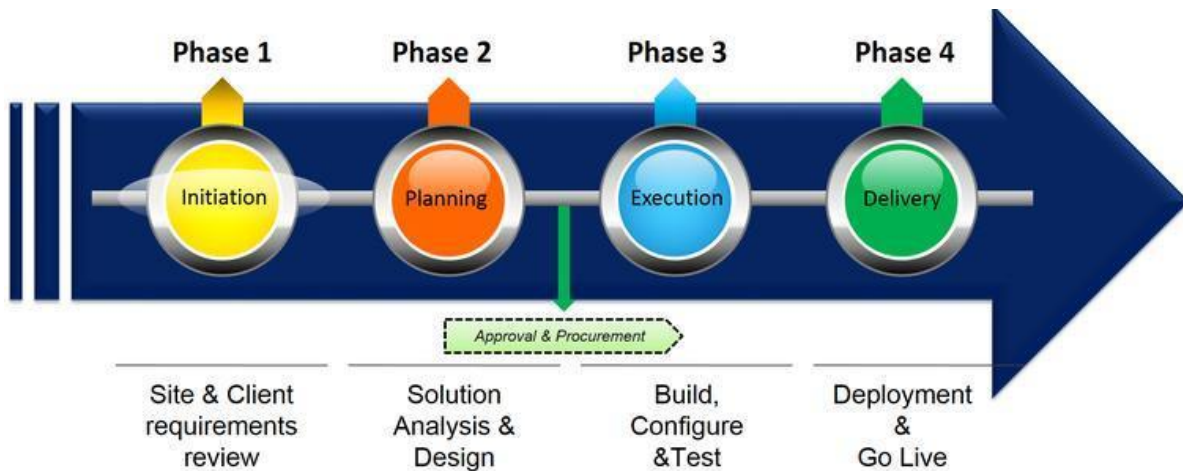 Phase 1
Phase 2
Phase 3
Phase 4
Initiation
Planning
Execution
Delivery
Approval & Procurement
Site & Client
requirements
review
Solution
Analysis &
Design
Build,
Configure
&Test
Deployment
&
Go Live